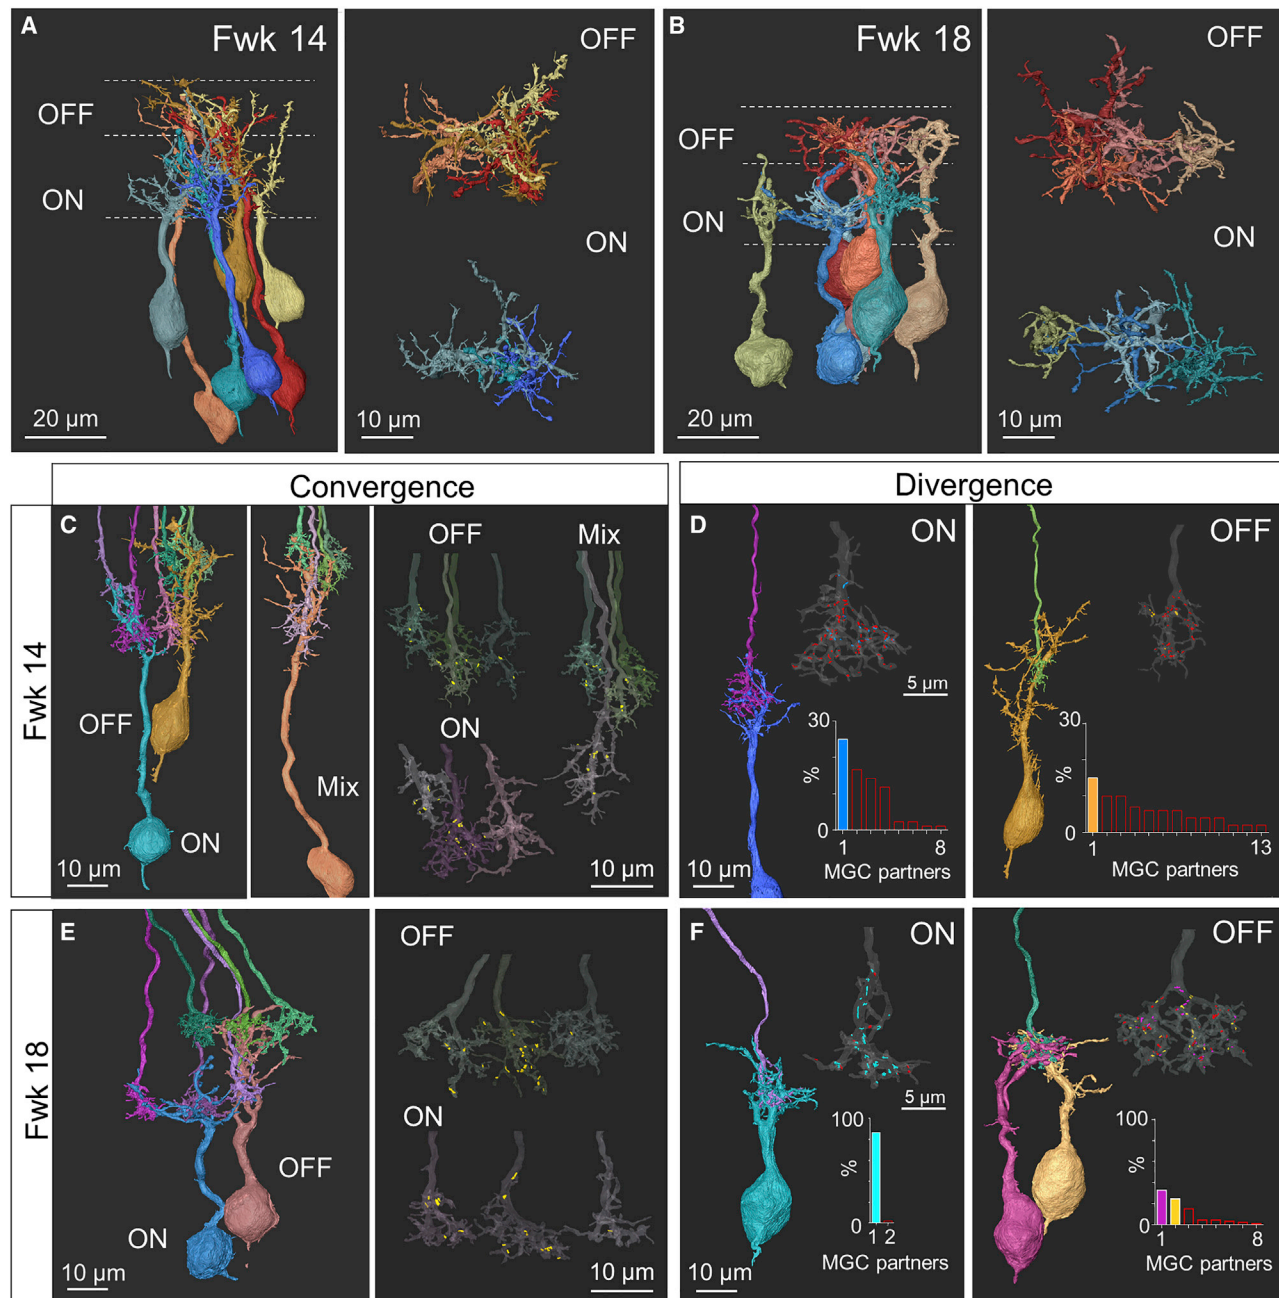 A
Fwk 14
OFF
ON
20 µm
OFF
ON
10 µm
B
Fwk 18
OFF
ON
20 µm
OFF
ON
10 µm
Convergence
Divergence
Fwk 14
C
OFF
ON
10 µm
Mix
OFF
Mix
ON
10 µm
D
ON
5 µm
30
%
0
1
8
MGC partners
10 µm
OFF
30
%
0
1
13
MGC partners
Fwk 18
E
OFF
ON
10 µm
OFF
ON
10 µm
F
ON
5 µm
100
%
0
1 2
MGC partners
10 µm
OFF
100
%
0
1
8
MGC partners